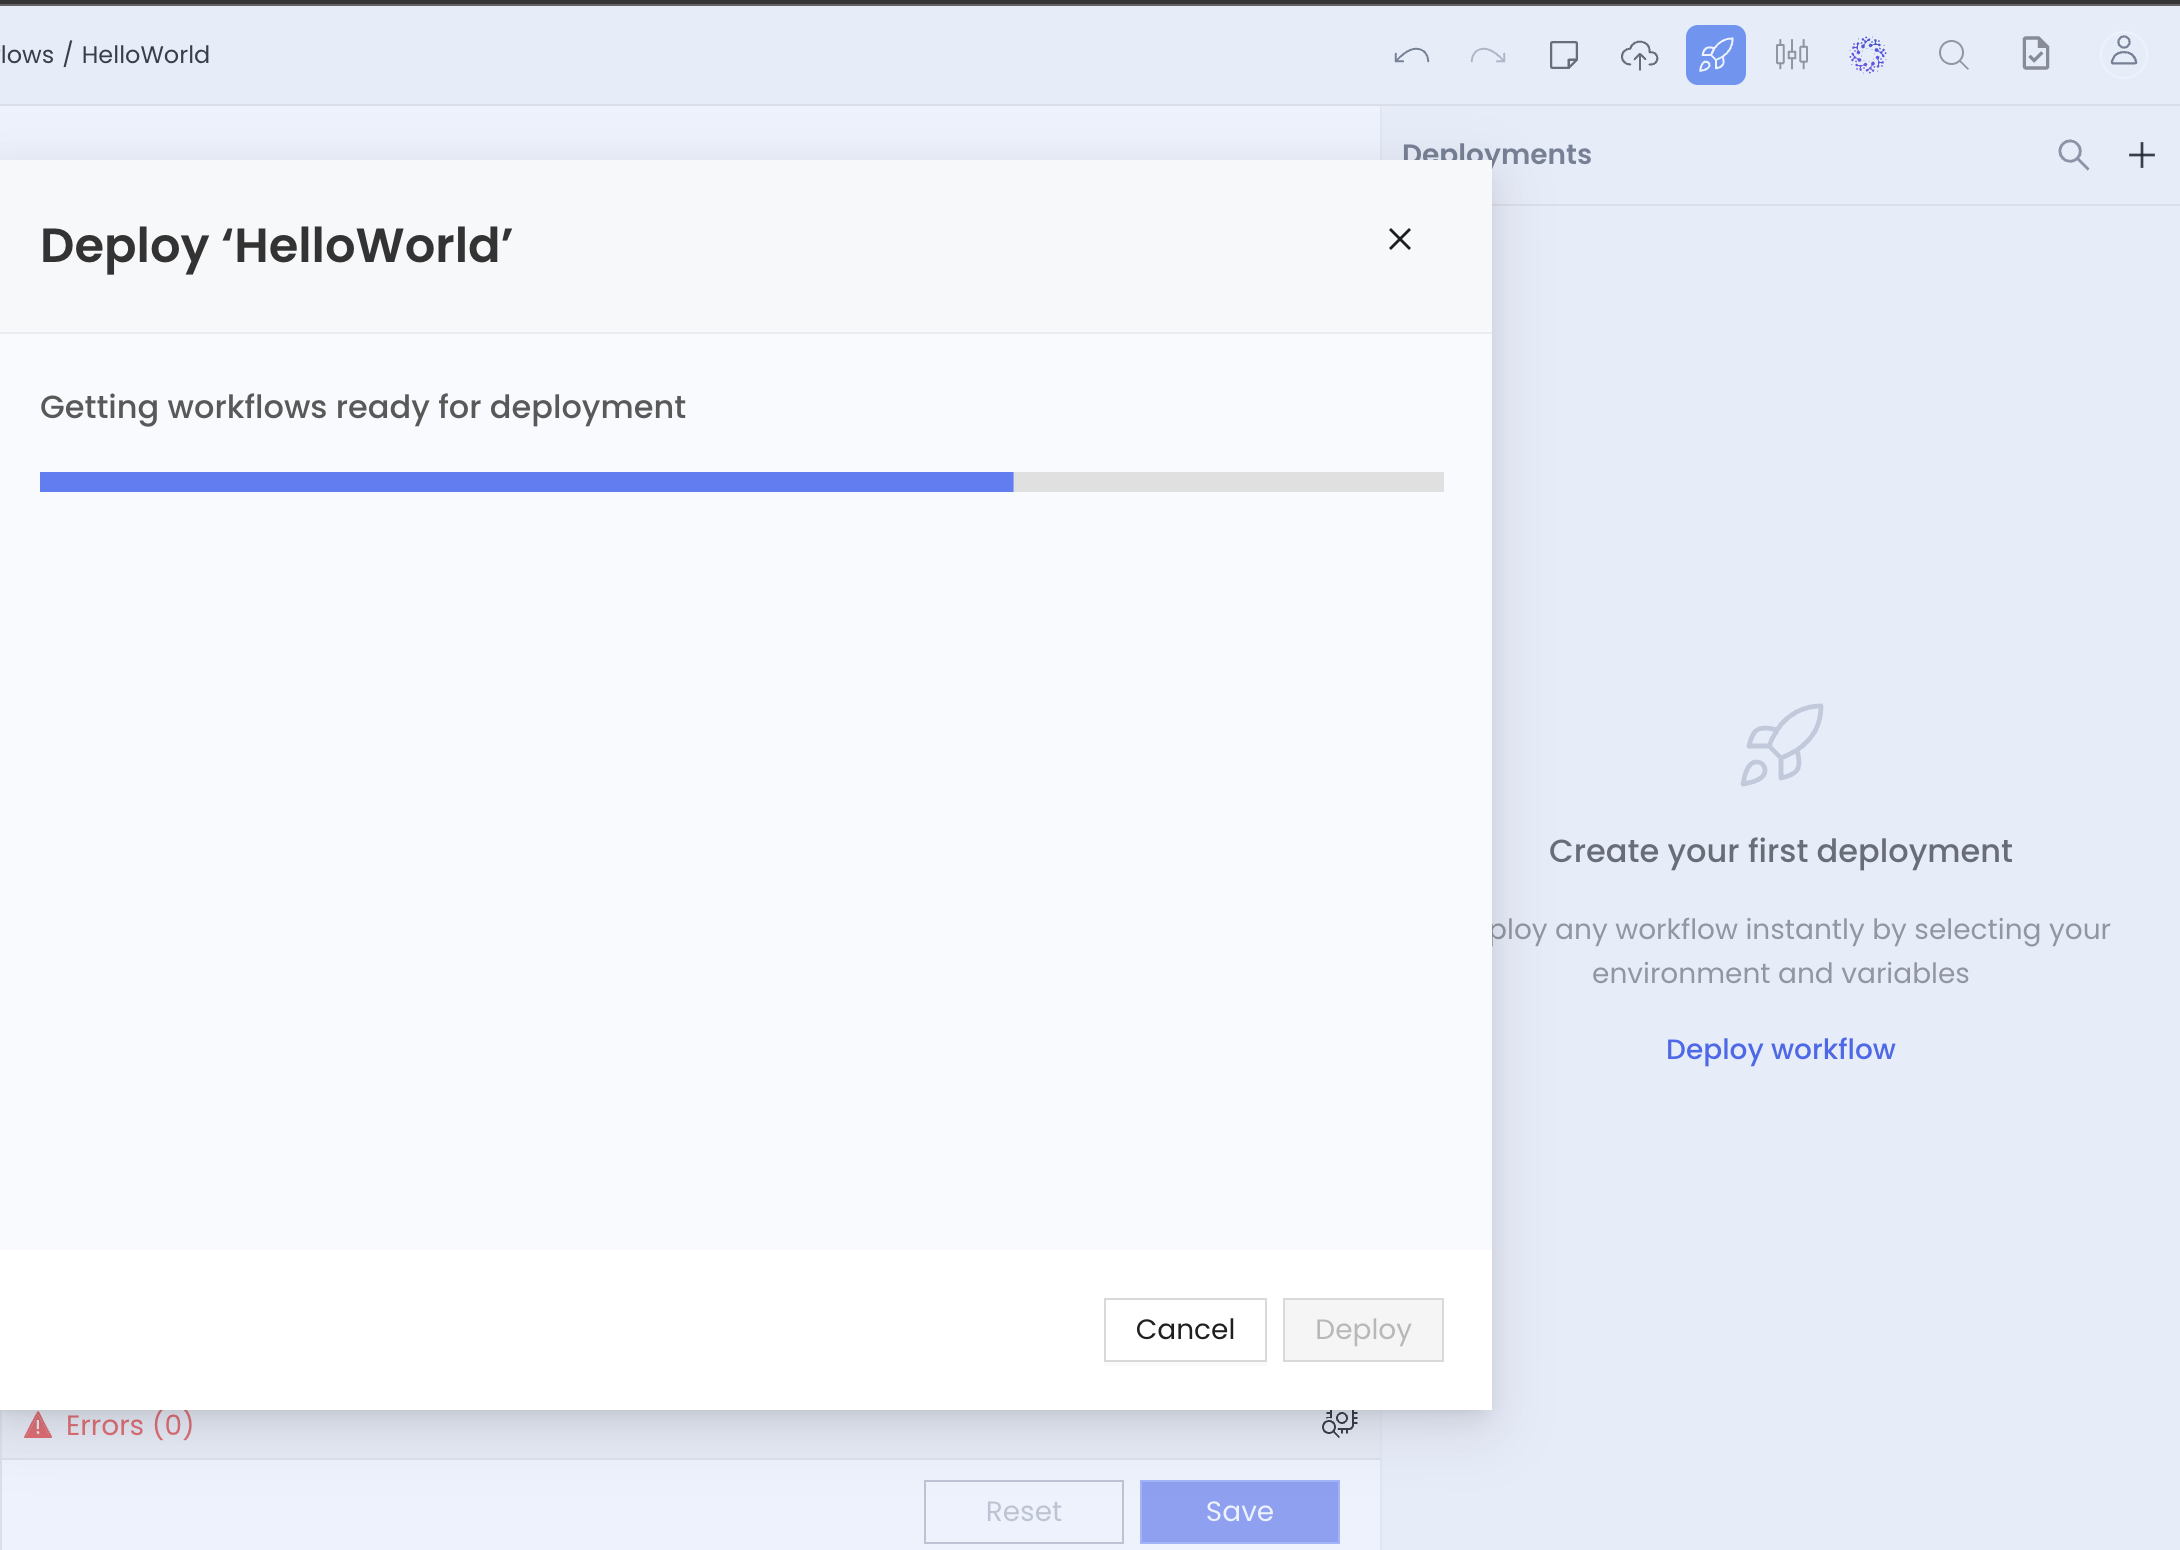 lows / HelloWorld
Deployments
Deploy ‘HelloWorld’
Getting workflows ready for deployment
Create your first deployment
ploy any workflow instantly by selecting your
environment and variables
Deploy workflow
Cancel
Deploy
Errors (0)
Reset
Save